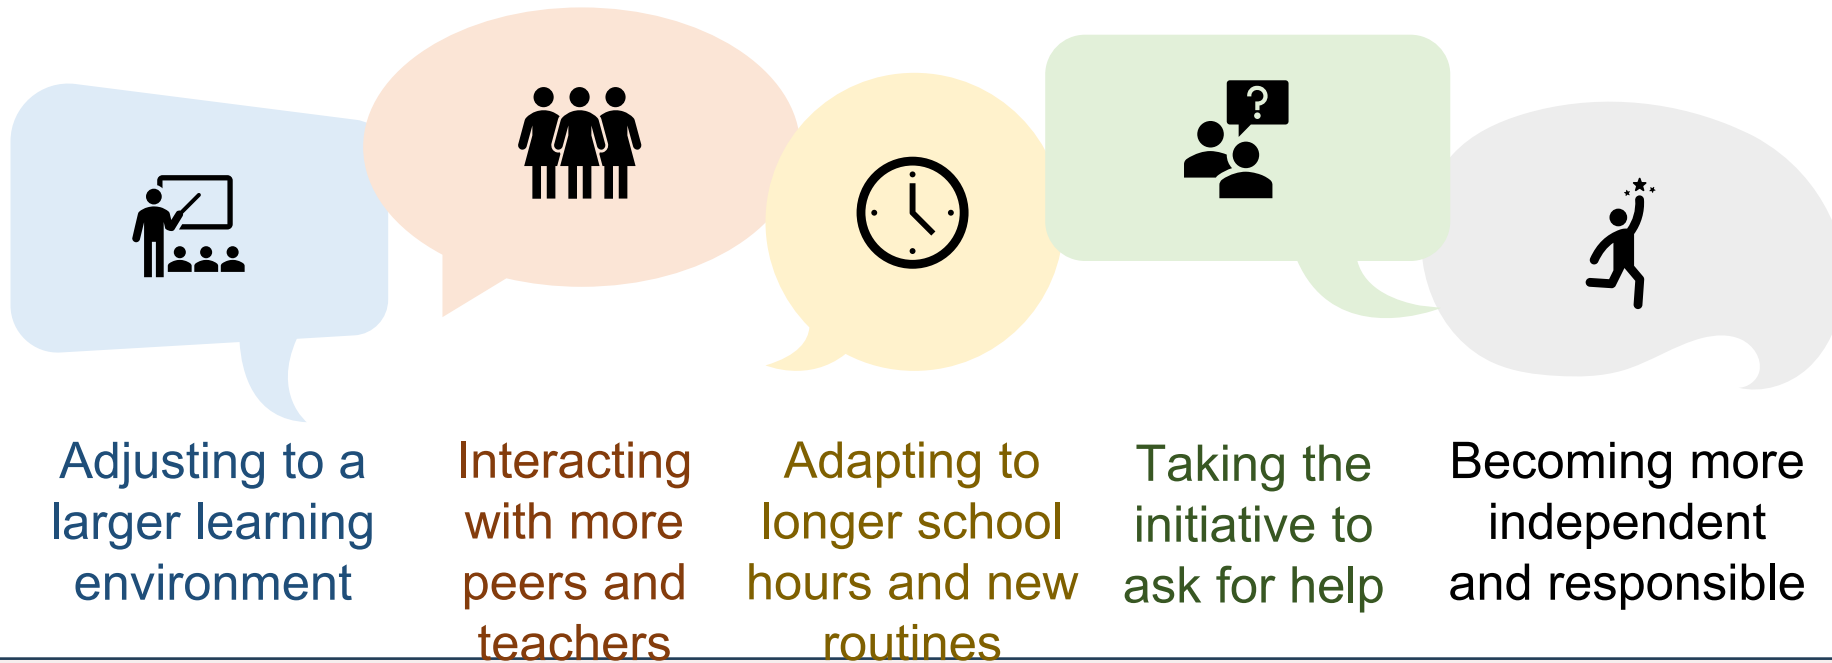 ?
Adjusting to a
larger learning
environment
Interacting
with more
peers and
teachers
Adapting to
longer school
hours and new
routines
Taking the
initiative to
ask for help
Becoming more
independent
and responsible